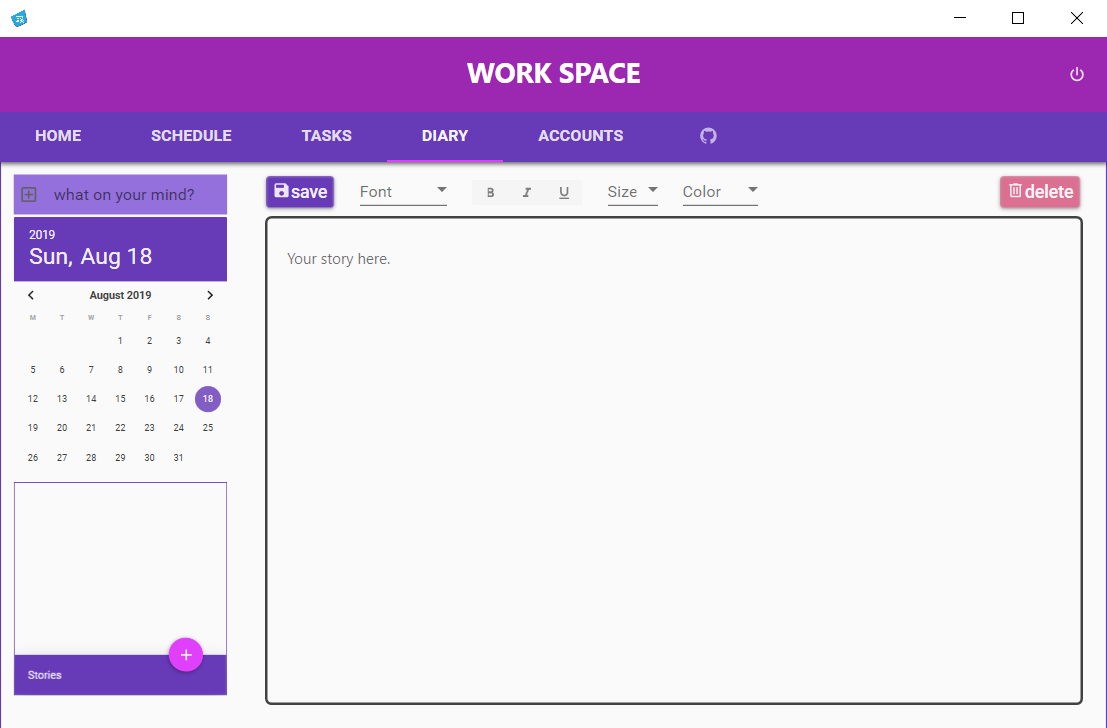 WORK SPACE
HOME SCHEDULE TASKS DIARY ACCOUNTS
what on your mind?
save Font B I U Size Color delete
2019
Sun, Aug 18
August 2019
M T W T F S S
1 2 3 4
5 6 7 8 9 10 11
12 13 14 15 16 17 18
19 20 21 22 23 24 25
26 27 28 29 30 31
Stories
Your story here.